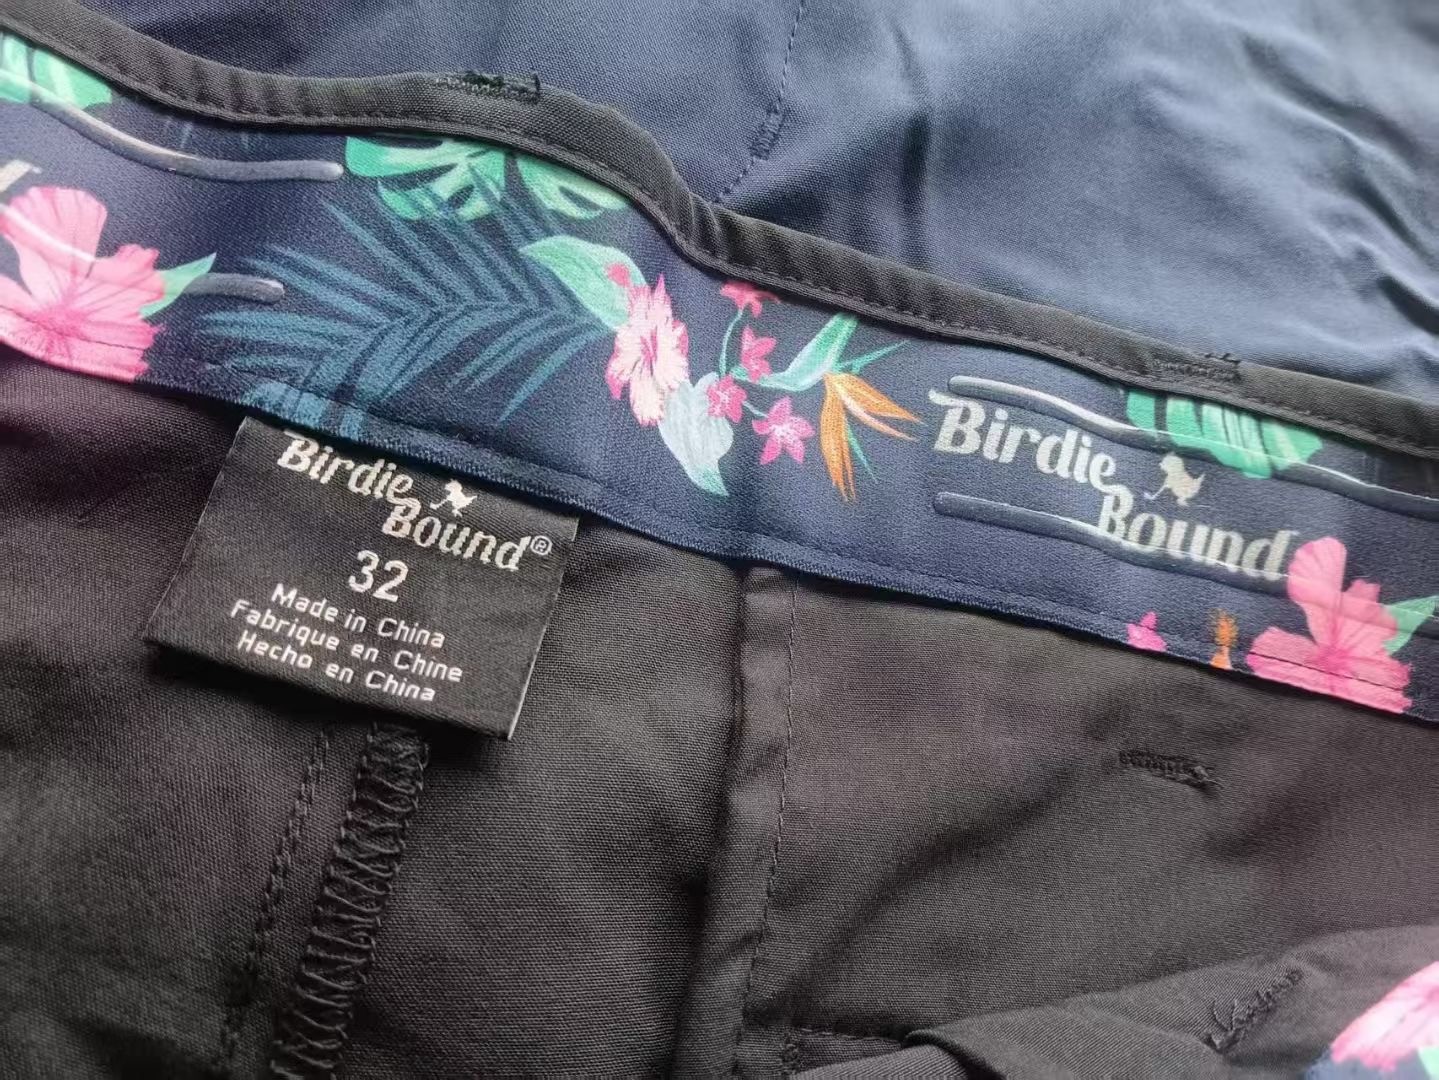 Birdie
Bound®
32
Made in China
Fabrique en Chine
Hecho en China
Birdie
Bound